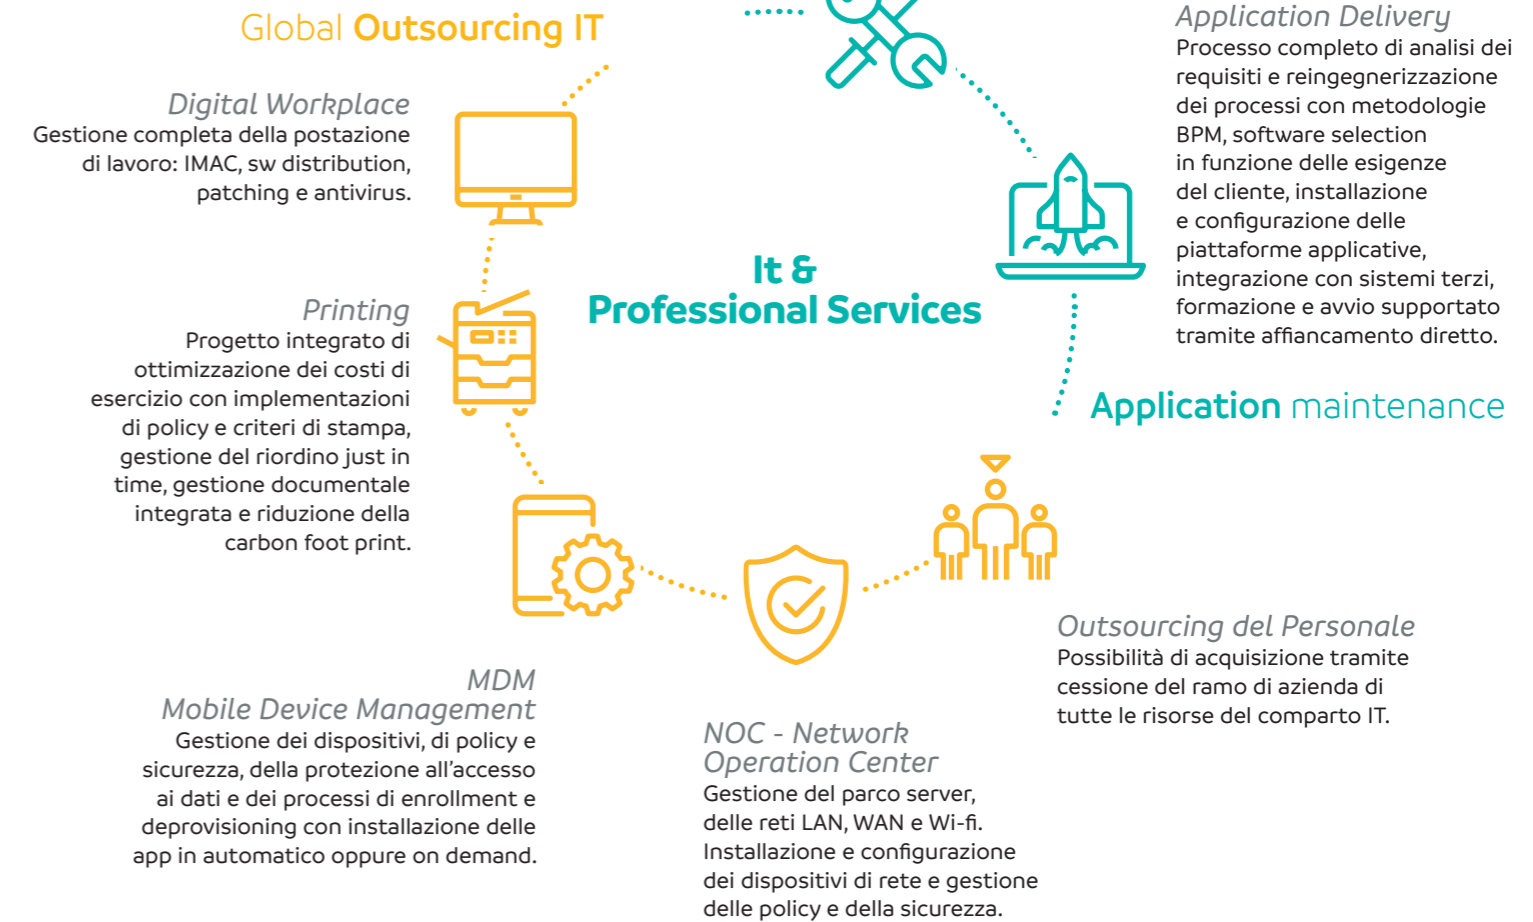 Global Outsourcing IT
Digital Workplace
Gestione completa della postazione
di lavoro: IMAC, sw distribution,
patching e antivirus.
Printing
Progetto integrato di
ottimizzazione dei costi di
esercizio con implementazioni
di policy e criteri di stampa,
gestione del riordino just in
time, gestione documentale
integrata e riduzione della
carbon foot print.
MDM
Mobile Device Management
Gestione dei dispositivi, di policy e
sicurezza, della protezione all'accesso
ai dati e dei processi di enrollment e
deprovisioning con installazione delle
app in automatico oppure on demand.
It &
Professional Services
NOC - Network
Operation Center
Gestione del parco server,
delle reti LAN, WAN e Wi-fi.
Installazione e configurazione
dei dispositivi di rete e gestione
delle policy e della sicurezza.
Application Delivery
Processo completo di analisi dei
requisiti e reingegnerizzazione
dei processi con metodologie
BPM, software selection
in funzione delle esigenze
del cliente, installazione
e configurazione delle
piattaforme applicative,
integrazione con sistemi terzi,
formazione e avvio supportato
tramite affiancamento diretto.
Application maintenance
Outsourcing del Personale
Possibilità di acquisizione tramite
cessione del ramo di azienda di
tutte le risorse del comparto IT.